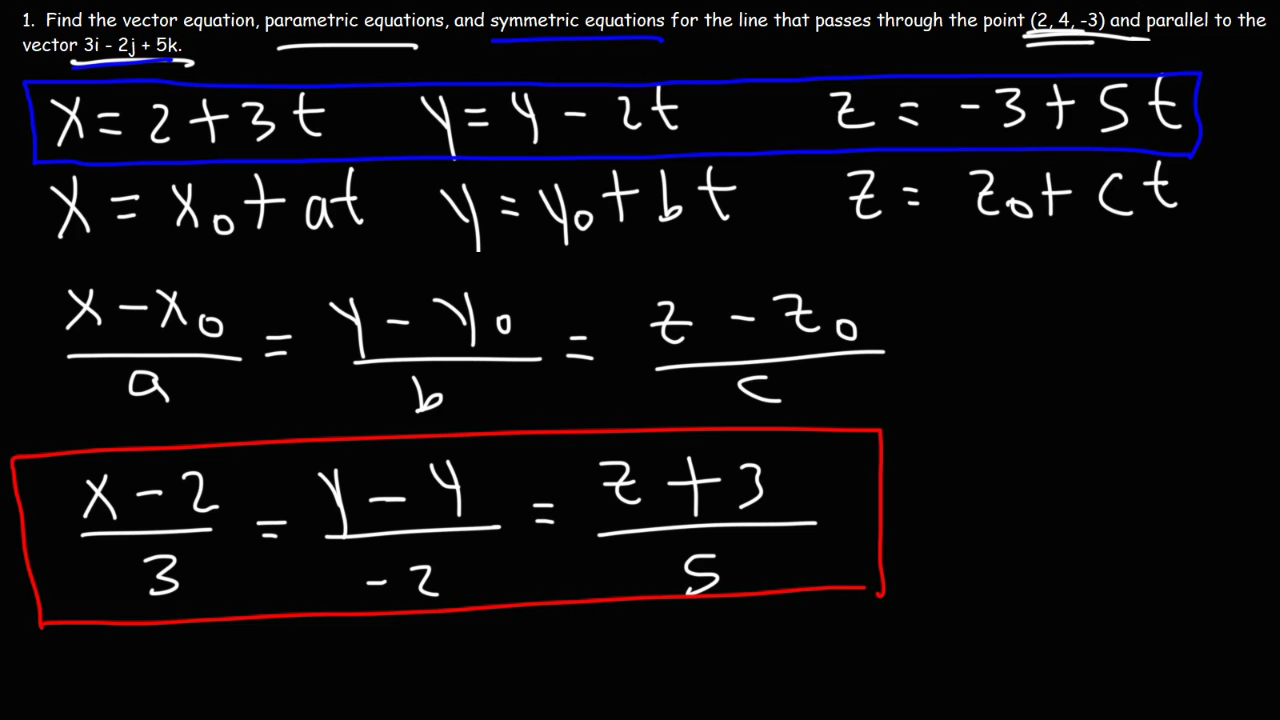 1. Find the vector equation, parametric equations, and symmetric equations for the line that passes through the point (2, 4, -3) and parallel to the
vector 3i - 2j + 5k.
x = 2 + 3t y = 4 - 2t z = -3 + 5t
x = x₀ + at y = y₀ + bt z = z₀ + ct
x - x₀ / a = y - y₀ / b = z - z₀ / c
x - 2 / 3 = y - 4 / -2 = z + 3 / 5